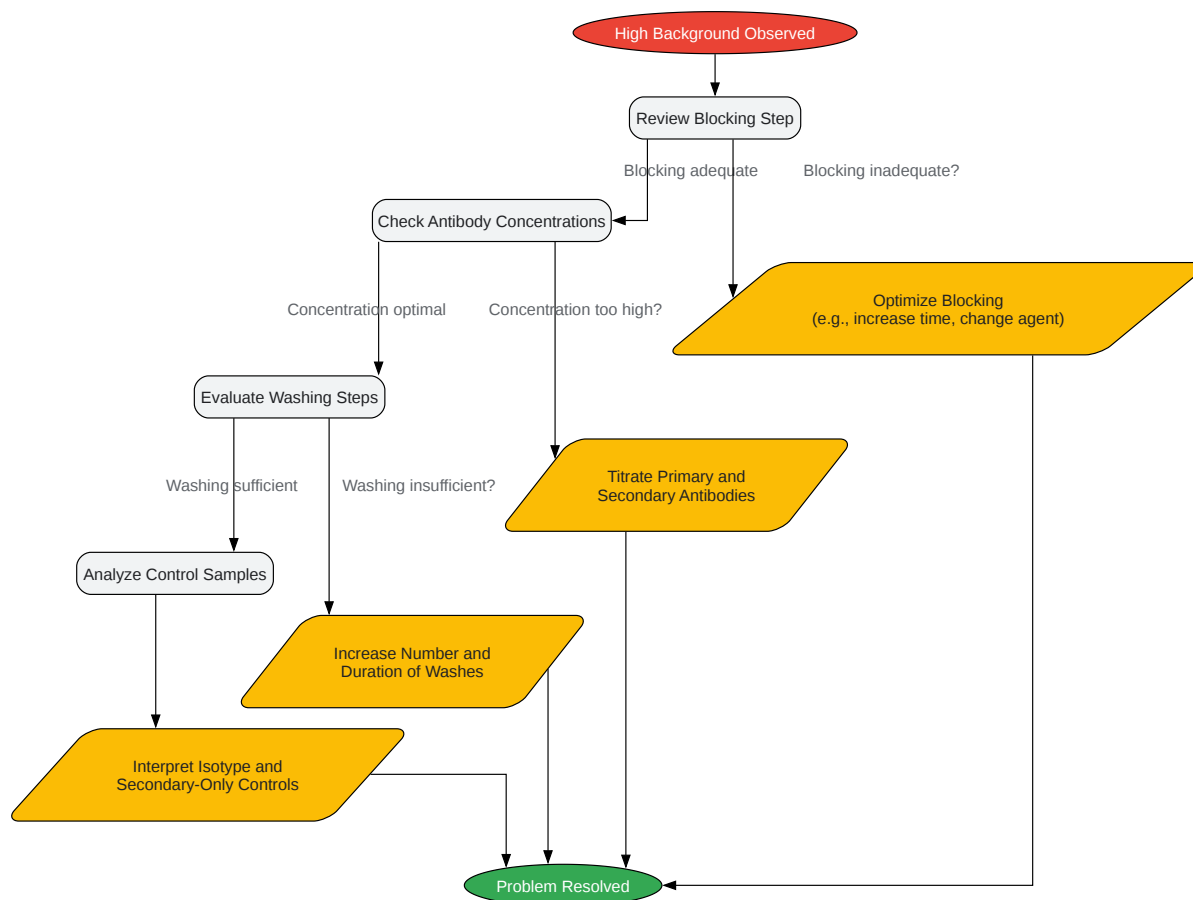 High Background Observed
Review Blocking Step
Blocking adequate
Blocking inadequate?
Check Antibody Concentrations
Concentration optimal
Concentration too high?
Optimize Blocking
(e.g., increase time, change agent)
Evaluate Washing Steps
Washing sufficient
Washing insufficient?
Titrate Primary and
Secondary Antibodies
Analyze Control Samples
Increase Number and
Duration of Washes
Interpret Isotype and
Secondary-Only Controls
Problem Resolved